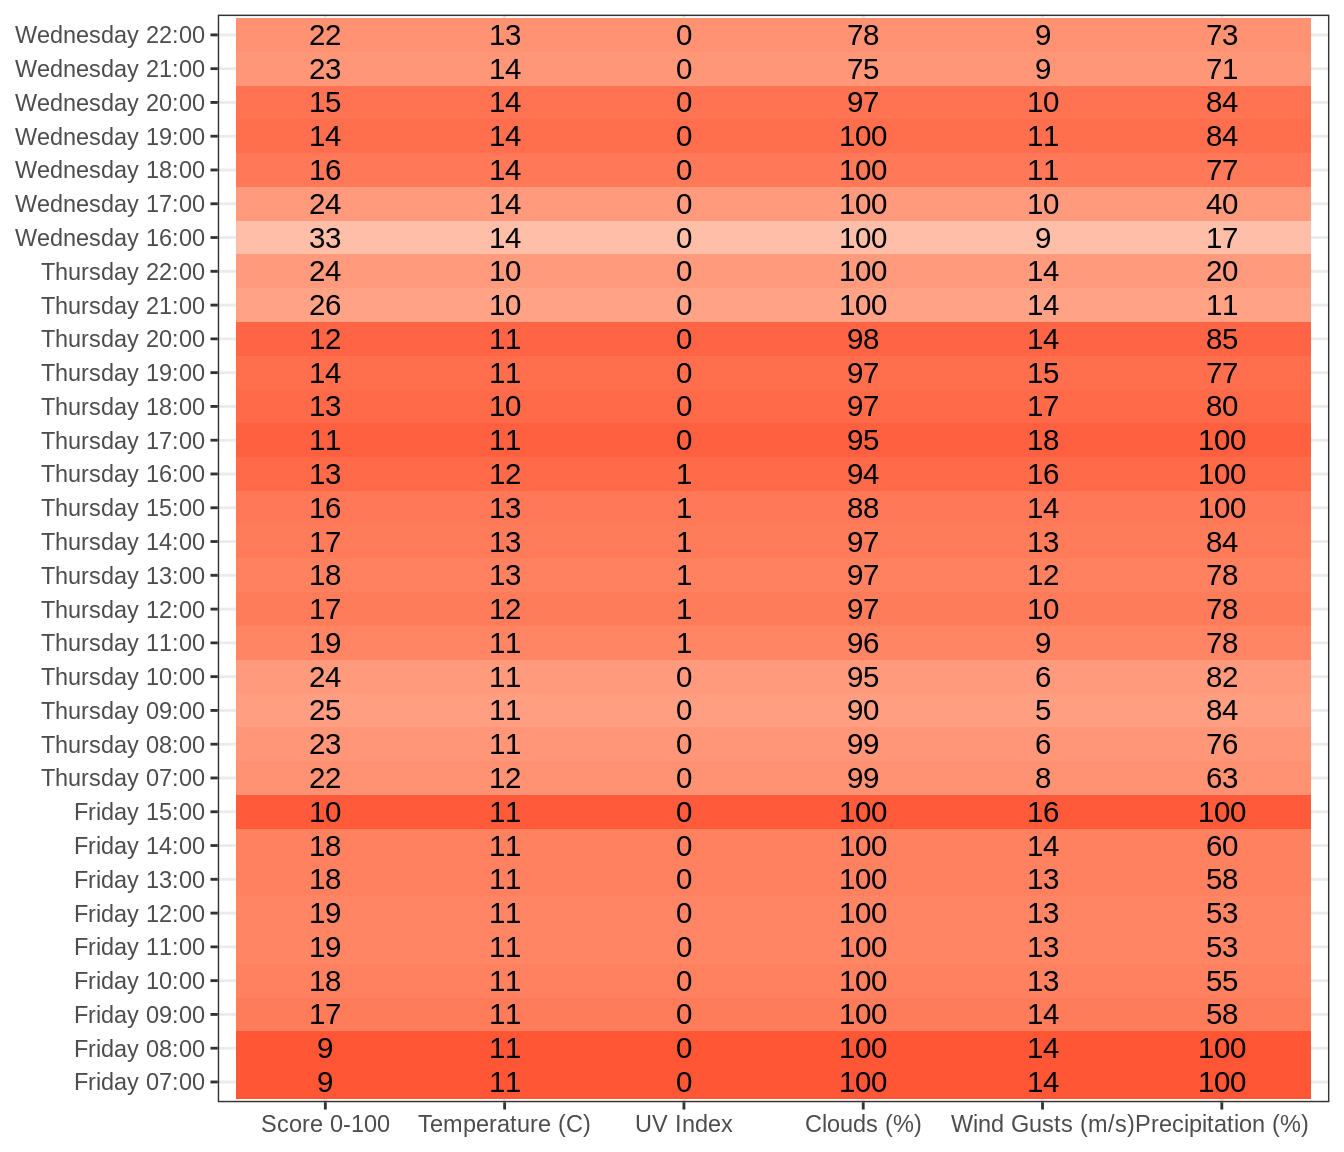 Wednesday 22:00 22 13 0 78 9 73
Wednesday 21:00 23 14 0 75 9 71
Wednesday 20:00 15 14 0 97 10 84
Wednesday 19:00 14 14 0 100 11 84
Wednesday 18:00 16 14 0 100 11 77
Wednesday 17:00 24 14 0 100 10 40
Wednesday 16:00 33 14 0 100 9 17
Thursday 22:00 24 10 0 100 14 20
Thursday 21:00 26 10 0 100 14 11
Thursday 20:00 12 11 0 98 14 85
Thursday 19:00 14 11 0 97 15 77
Thursday 18:00 13 10 0 97 17 80
Thursday 17:00 11 11 0 95 18 100
Thursday 16:00 13 12 1 94 16 100
Thursday 15:00 16 13 1 88 14 100
Thursday 14:00 17 13 1 97 13 84
Thursday 13:00 18 13 1 97 12 78
Thursday 12:00 17 12 1 97 10 78
Thursday 11:00 19 11 1 96 9 78
Thursday 10:00 24 11 0 95 6 82
Thursday 09:00 25 11 0 90 5 84
Thursday 08:00 23 11 0 99 6 76
Thursday 07:00 22 12 0 99 8 63
Friday 15:00 10 11 0 100 16 100
Friday 14:00 18 11 0 100 14 60
Friday 13:00 18 11 0 100 13 58
Friday 12:00 19 11 0 100 13 53
Friday 11:00 19 11 0 100 13 53
Friday 10:00 18 11 0 100 13 55
Friday 09:00 17 11 0 100 14 58
Friday 08:00 9 11 0 100 14 100
Friday 07:00 9 11 0 100 14 100
Score 0-100 Temperature (C) UV Index Clouds (%) Wind Gusts (m/s) Precipitation (%)